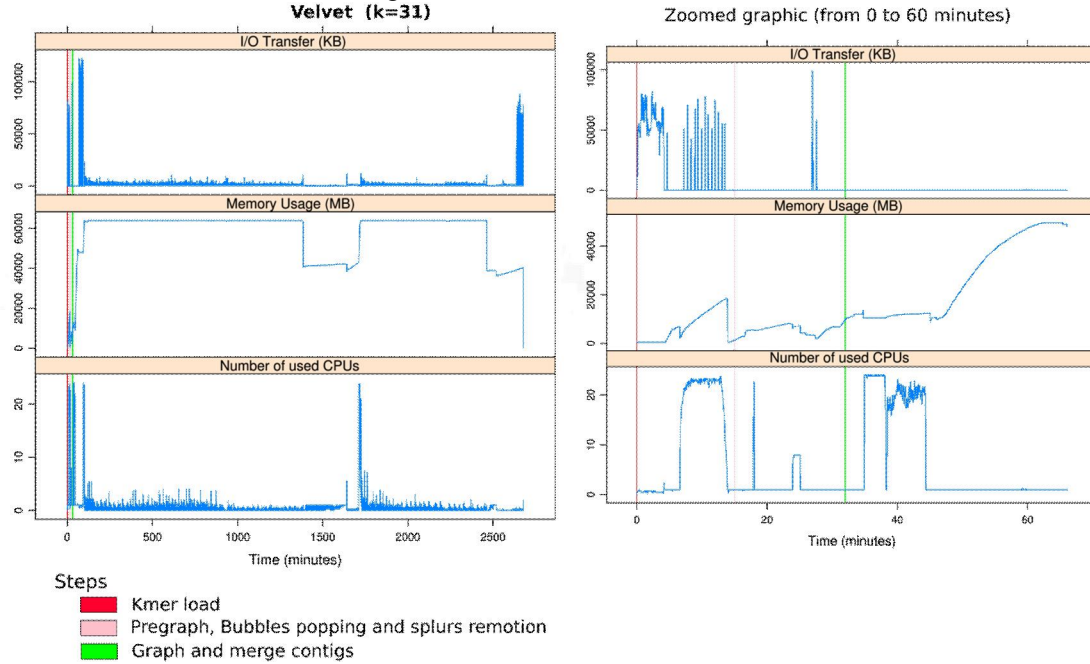 Velvet (k=31)
I/O Transfer (KB)
100000
50000
0
Memory Usage (MB)
60000
40000
20000
0
Number of used CPUs
20
10
0
0 500 1000 1500 2000 2500
Time (minutes)
Zoomed graphic (from 0 to 60 minutes)
I/O Transfer (KB)
100000
50000
0
Memory Usage (MB)
40000
20000
0
Number of used CPUs
20
10
0
0 20 40 60
Time (minutes)
Steps
Kmer load
Pregraph, Bubbles popping and splurs remotion
Graph and merge contigs